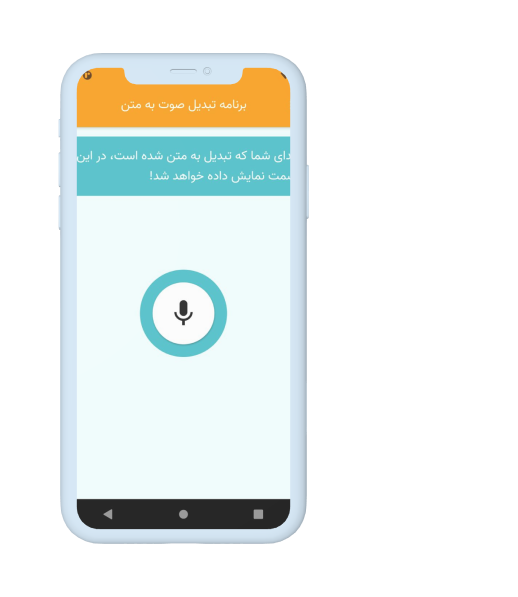 برنامه تبدیل صوت به متن
دای شما که تبدیل به متن شده است، در این
سمت نمایش داده خواهد شد!